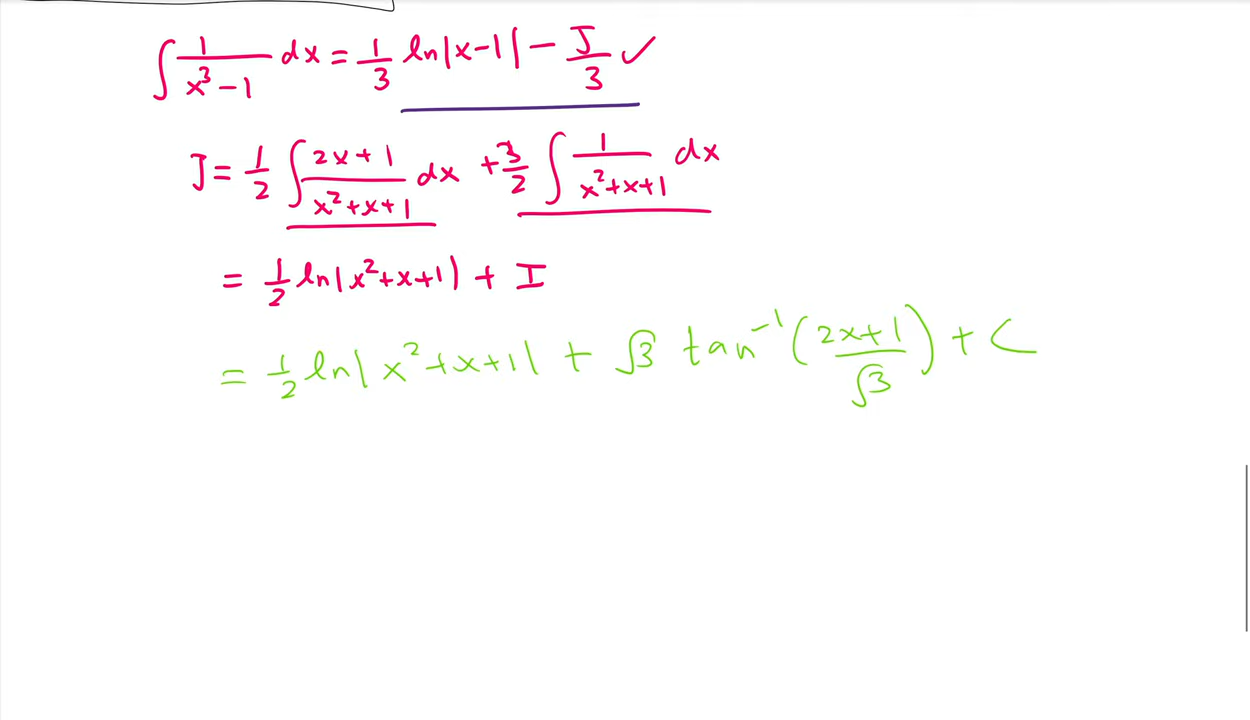 ∫ 1/(x³−1) dx = 1/3 ln|x−1| − J/3 ✓
J = 1/2 ∫ (2x+1)/(x²+x+1) dx + 3/2 ∫ 1/(x²+x+1) dx
= 1/2 ln|x²+x+1| + I
= 1/2 ln|x²+x+1| + √3 tan⁻¹((2x+1)/√3) + C